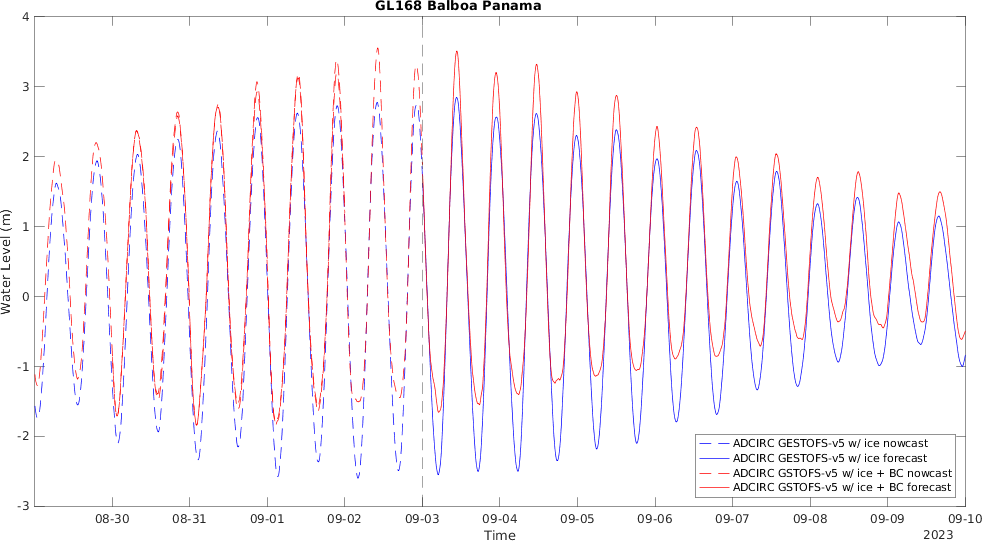 GL168 Balboa Panama
4
3
2
1
0
-1
-2
-3
Water Level (m)
ADCIRC GESTOFS-v5 w/ ice nowcast
ADCIRC GESTOFS-v5 w/ ice forecast
ADCIRC GSTOFS-v5 w/ ice + BC nowcast
ADCIRC GSTOFS-v5 w/ ice + BC forecast
08-30 08-31 09-01 09-02 09-03 09-04 09-05 09-06 09-07 09-08 09-09 09-10
Time
2023